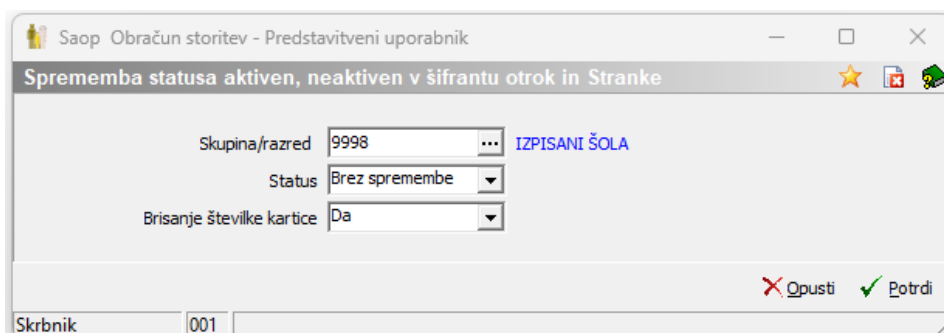 Saop Obračun storitev - Predstavitveni uporabnik
Sprememba statusa aktiven, neaktiven v šifrantu otrok in Stranke
Skupina/razred 9998 ... IZPISANI ŠOLA
Status Brez spremembe
Brisanje številke kartice Da
Opusti Potrdi
Skrbnik 001